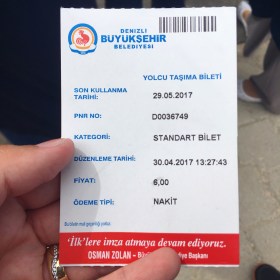 DENİZLİ
BÜYÜKŞEHİR
BELEDİYESİ
YOLCU TAŞIMA BİLETİ
SON KULLANMA TARİHİ: 29.05.2017
PNR NO: D0036749
KATEGORİ: STANDART BİLET
DÜZENLEME TARİHİ: 30.04.2017 13:27:43
FİYAT: 6,00
ÖDEME TİPİ: NAKİT
'İlk'lere imza atmaya devam ediyoruz.
OSMAN ZOLAN - Başkanı